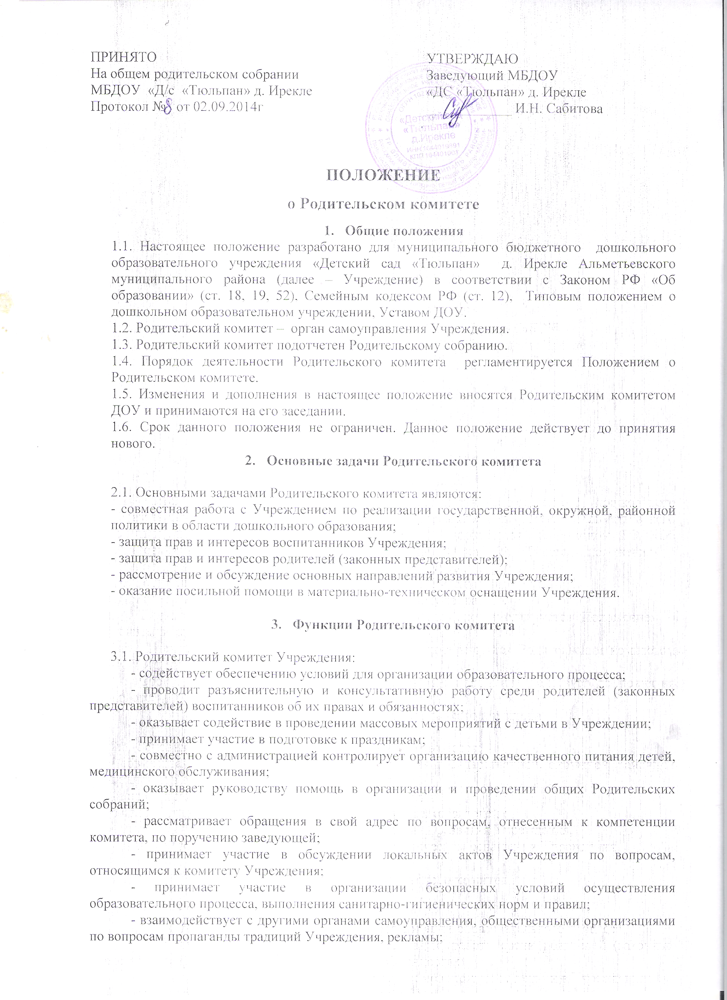 ПРИНЯТО
На общем родительском собрании
МБДОУ «Д/с «Тюльпан» д. Ирекле
Протокол №8 от 02.09.2014г
УТВЕРЖДАЮ
Заведующий МБДОУ
«ДС «Тюльпан» д. Ирекле
И.Н. Сабитова
«Детский сад
«Тюльпан»
д.Ирекле
КПП 164401001
ПОЛОЖЕНИЕ
о Родительском комитете
1. Общие положения
1.1. Настоящее положение разработано для муниципального бюджетного дошкольного
образовательного учреждения «Детский сад «Тюльпан» д. Ирекле Альметьевского
муниципального района (далее – Учреждение) в соответствии с Законом РФ «Об
образовании» (ст. 18, 19, 52), Семейным кодексом РФ (ст. 12), Типовым положением о
дошкольном образовательном учреждении, Уставом ДОУ.
1.2. Родительский комитет – орган самоуправления Учреждения.
1.3. Родительский комитет подотчетен Родительскому собранию.
1.4. Порядок деятельности Родительского комитета регламентируется Положением о
Родительском комитете.
1.5. Изменения и дополнения в настоящее положение вносятся Родительским комитетом
ДОУ и принимаются на его заседании.
1.6. Срок данного положения не ограничен. Данное положение действует до принятия
нового.
2. Основные задачи Родительского комитета
2.1. Основными задачами Родительского комитета являются:
- совместная работа с Учреждением по реализации государственной, окружной, районной
политики в области дошкольного образования;
- защита прав и интересов воспитанников Учреждения;
- защита прав и интересов родителей (законных представителей);
- рассмотрение и обсуждение основных направлений развития Учреждения;
- оказание посильной помощи в материально-техническом оснащении Учреждения.
3. Функции Родительского комитета
3.1. Родительский комитет Учреждения:
- содействует обеспечению условий для организации образовательного процесса;
- проводит разъяснительную и консультативную работу среди родителей (законных
представителей) воспитанников об их правах и обязанностях;
- оказывает содействие в проведении массовых мероприятий с детьми в Учреждении;
- принимает участие в подготовке к праздникам;
- совместно с администрацией контролирует организацию качественного питания детей,
медицинского обслуживания;
- оказывает руководству помощь в организации и проведении общих Родительских
собраний;
- рассматривает обращения в свой адрес по вопросам, отнесенным к компетенции
комитета, по поручению заведующей;
- принимает участие в обсуждении локальных актов Учреждения по вопросам,
относящимся к комитету Учреждения;
- принимает участие в организации безопасных условий осуществления
образовательного процесса, выполнения санитарно-гигиенических норм и правил;
- взаимодействует с другими органами самоуправления, общественными организациями
по вопросам пропаганды традиций Учреждения, рекламы;